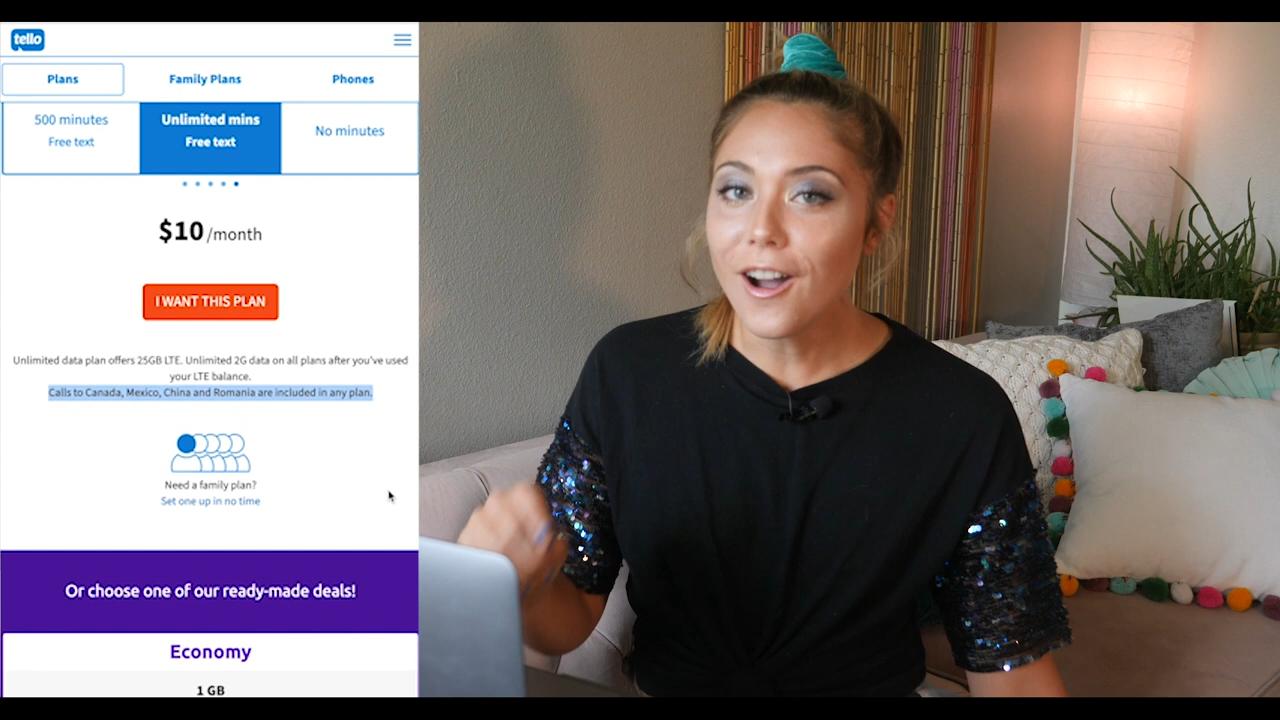 tello
Plans
Family Plans
Phones
500 minutes
Free text
Unlimited mins
Free text
No minutes
$10 /month
I WANT THIS PLAN
Unlimited data plan offers 25GB LTE. Unlimited 2G data on all plans after you've used
your LTE balance.
Calls to Canada, Mexico, China and Romania are included in any plan.
Need a family plan?
Set one up in no time
Or choose one of our ready-made deals!
Economy
1 GB